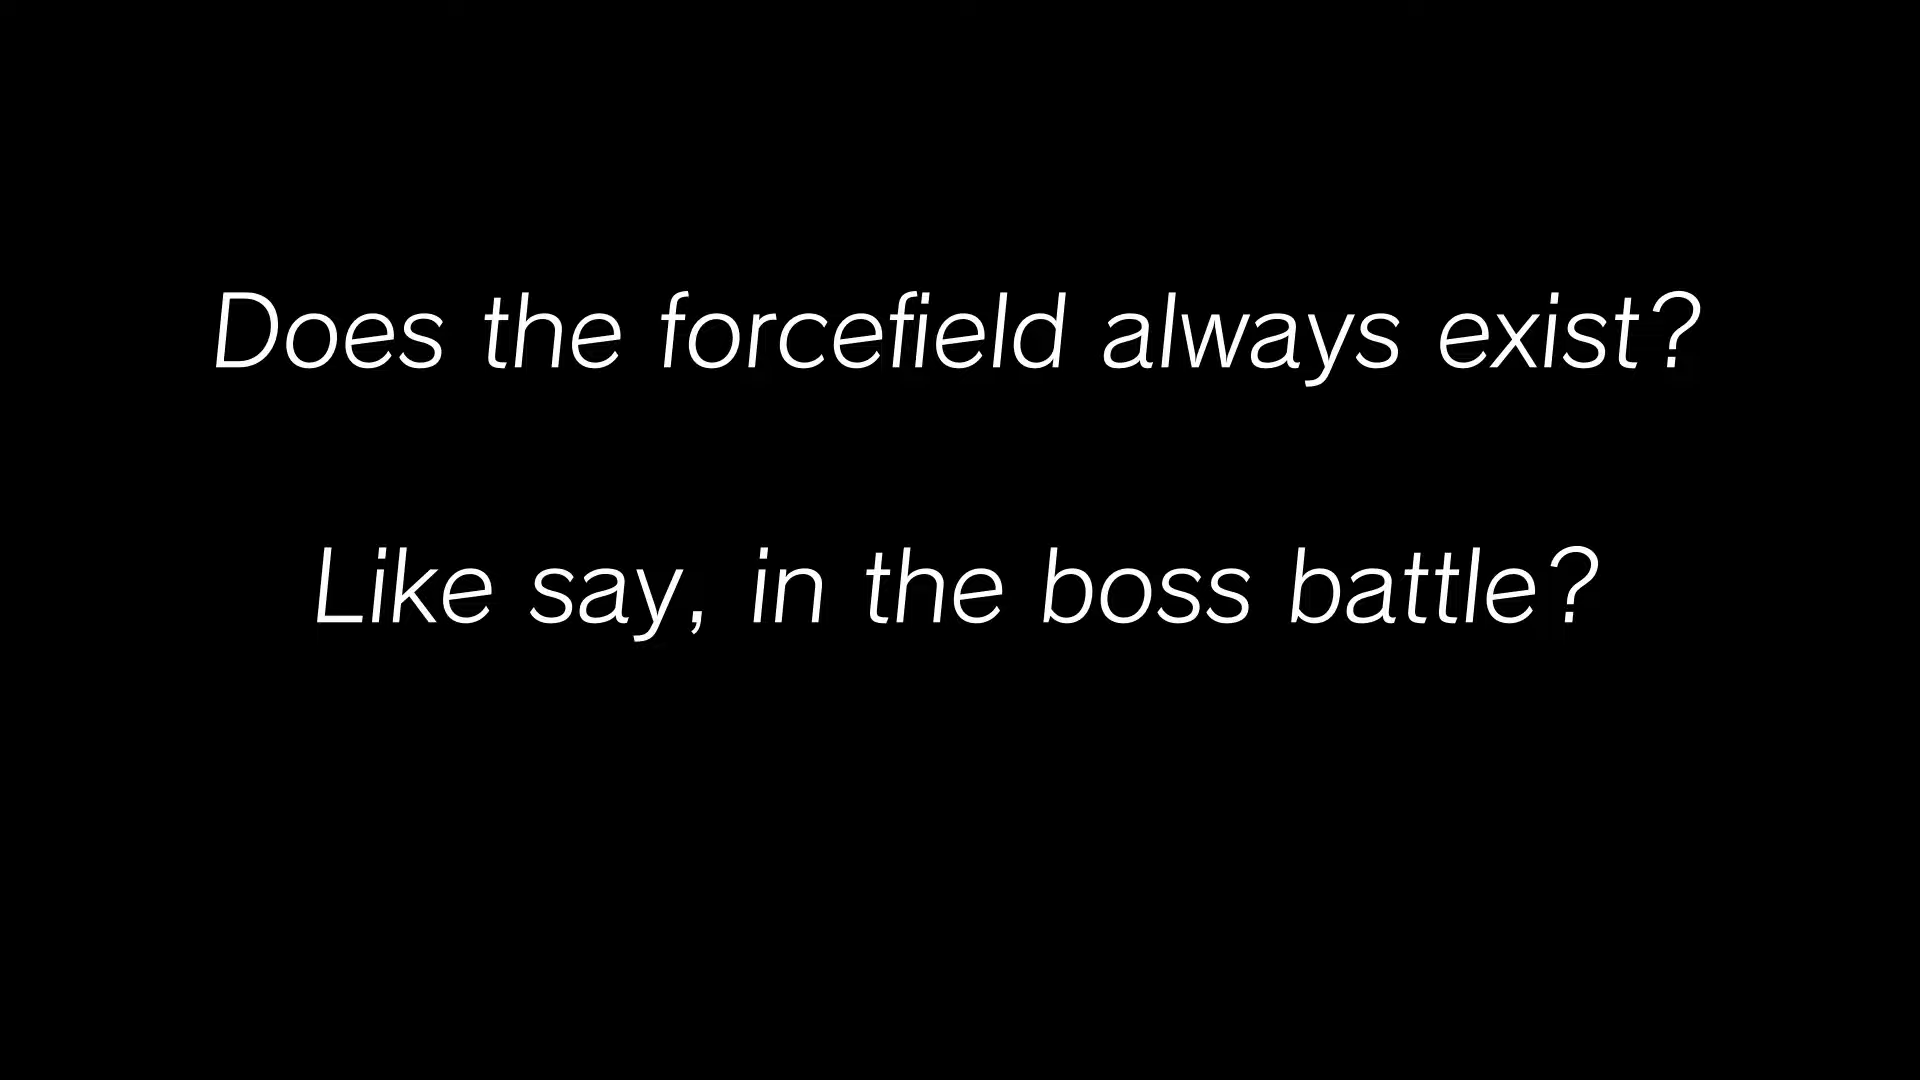 Does the forcefield always exist?
Like say, in the boss battle?